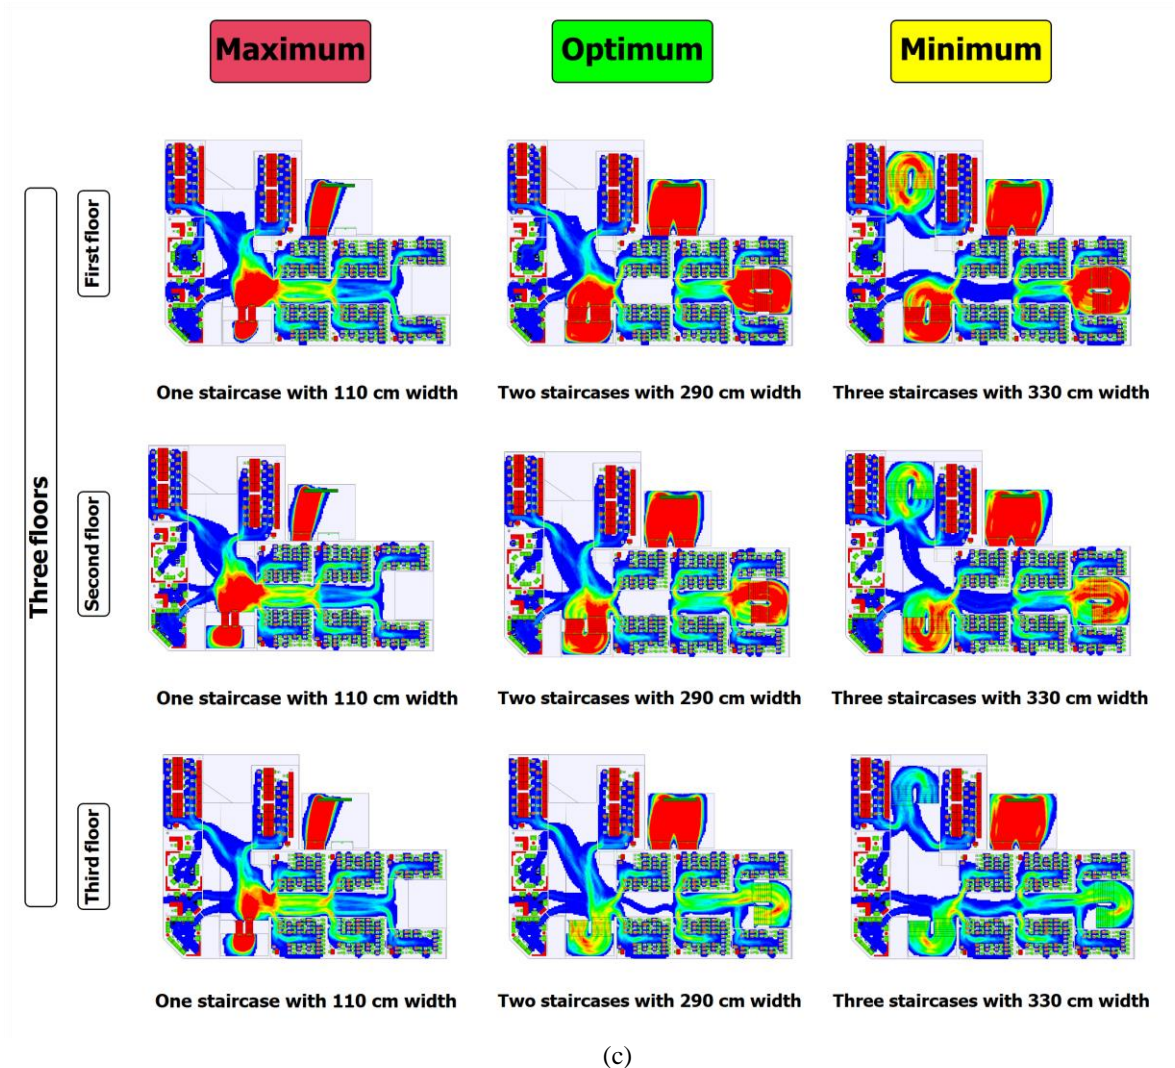 Maximum
Optimum
Minimum
Three floors
First floor
One staircase with 110 cm width
Two staircases with 290 cm width
Three staircases with 330 cm width
Second floor
One staircase with 110 cm width
Two staircases with 290 cm width
Three staircases with 330 cm width
Third floor
One staircase with 110 cm width
Two staircases with 290 cm width
Three staircases with 330 cm width
(c)